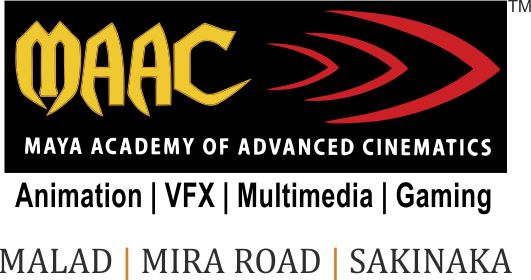 MAAC
TM
MAYA ACADEMY OF ADVANCED CINEMATICS
Animation | VFX | Multimedia | Gaming
MALAD | MIRA ROAD | SAKINAKA